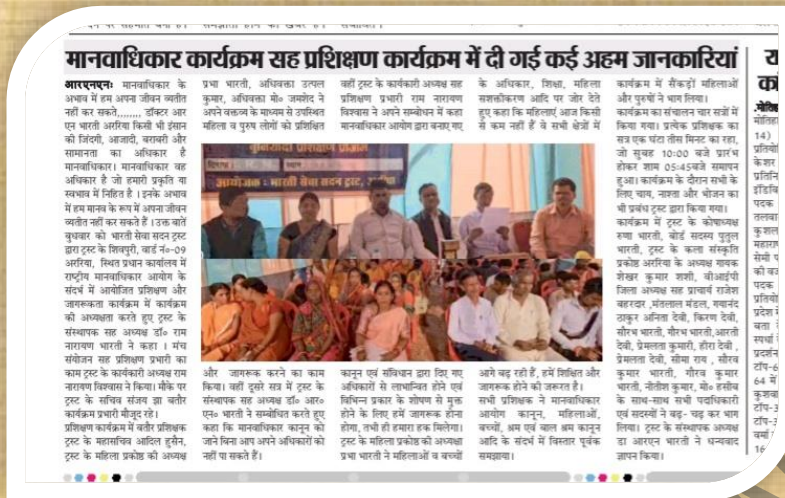 मानवाधिकार कार्यक्रम सह प्रशिक्षण कार्यक्रम में दी गई कई अहम जानकारियां
आरएनएनः मानवाधिकार के
अभाव में हम अपना जीवन व्यतीत
नहीं कर सकते........ डॉक्टर आर
एन भारती अररिया किसी भी इंसान
की जिंदगी, आजादी, बराबरी और
सामानता का अधिकार है
मानवाधिकार। मानवाधिकार वह
अधिकार है जो हमारी प्रकृति या
स्वभाव में निहित है । इनके अभाव
में हम मानव के रूप में अपना जीवन
व्यतीत नहीं कर सकते हैं । उक्त बातें
बुधवार को भारती सेवा सदन ट्रस्ट
द्वारा ट्रस्ट के शिवपुरी, वार्ड नं०-09
अररिया, स्थित प्रधान कार्यालय में
राष्ट्रीय मानवाधिकार आयोग के
संदर्भ में आयोजित प्रशिक्षण और
जागरूकता कार्यक्रम में कार्यक्रम
की अध्यक्षता करते हुए ट्रस्ट के
संस्थापक सह अध्यक्ष डॉ० राम
नारायण भारती ने कहा । मंच
संयोजन सह प्रशिक्षण प्रभारी का
काम ट्रस्ट के कार्यकारी अध्यक्ष राम
नारायण विश्वास ने किया। मौके पर
ट्रस्ट के सचिव संजय झा बतौर
कार्यक्रम प्रभारी मौजूद रहे।
प्रशिक्षण कार्यक्रम में बतौर प्रशिक्षक
ट्रस्ट के महासचिव आदिल हुसैन,
ट्रस्ट के महिला प्रकोष्ठ की अध्यक्ष
प्रभा भारती, अधिवक्ता उत्पल
कुमार, अधिवक्ता मो० जमशेद ने
अपने वक्तव्य के माध्यम से उपस्थित
महिला व पुरुष लोगों को प्रशिक्षित
और जागरूक करने का काम
किया। वहीं दुसरे सत्र में ट्रस्ट के
संस्थापक सह अध्यक्ष डॉ० आर०
एन० भारती ने सम्बोधित करते हुए
कहा कि मानवाधिकार कानून को
जाने बिना आप अपने अधिकारों को
नहीं पा सकते हैं।
वहीं ट्रस्ट के कार्यकारी अध्यक्ष सह
प्रशिक्षण प्रभारी राम नारायण
विश्वास ने अपने सम्बोधन में कहा
मानवाधिकार आयोग द्वारा बनाए गए
कानून एवं संविधान द्वारा दिए गए
अधिकारों से लाभान्वित होने एवं
विभिन्न प्रकार के शोषण से मुक्त
होने के लिए हमें जागरूक होना
होगा, तभी ही हमारा हक मिलेगा।
ट्रस्ट के महिला प्रकोष्ठ की अध्यक्षा
प्रभा भारती ने महिलाओं व बच्चों
के अधिकार, शिक्षा, महिला
सशक्तीकरण आदि पर जोर देते
हुए कहा कि महिलाएं आज किसी
से कम नहीं हैं वे सभी क्षेत्रों में
आगे बढ़ रही हैं, हमें शिक्षित और
जागरूक होने की जरूरत है।
सभी प्रशिक्षक ने मानवाधिकार
आयोग कानून, महिलाओं,
बच्चों, श्रम एवं बाल श्रम कानून
आदि के संदर्भ में विस्तार पूर्वक
समझाया।
कार्यक्रम में सैंकड़ों महिलाओं
और पुरुषों ने भाग लिया।
कार्यक्रम का संचालन चार सत्रों में
किया गया। प्रत्येक प्रशिक्षक का
सत्र एक घंटा तीस मिनट का रहा,
जो सुबह 10:00 बजे प्रारंभ
होकर शाम 05:45बजे समापन
हुआ। कार्यक्रम के दौरान सभी के
लिए चाय, नाश्ता और भोजन का
भी प्रबंध ट्रस्ट द्वारा किया गया।
कार्यक्रम में ट्रस्ट के कोषाध्यक्ष
रुणा भारती, बोर्ड सदस्य पुतुल
भारती, ट्रस्ट के कला संस्कृति
प्रकोष्ठ अररिया के अध्यक्ष गायक
शेखर कुमार शशी, वीआईपी
जिला अध्यक्ष सह प्राचार्य राजेश
बहरदार ,मंतलाल मंडल, गयानंद
ठाकुर अनिता देवी, किरण देवी,
सौरभ भारती, गौरभ भारती,आरती
देवी, प्रेमलता कुमारी, हीरा देवी ,
प्रेमलता देवी, सीमा राय , सौरव
कुमार भारती, गौरव कुमार
भारती, नीतीश कुमार, मो० हसीब
के साथ-साथ सभी पदाधिकारी
एवं सदस्यों ने बढ़- चढ़ कर भाग
लिया। ट्रस्ट के संस्थापक अध्यक्ष
डा आरएन भारती ने धन्यवाद
ज्ञापन किया।
आयोजक : भारती सेवा सदन ट्रस्ट,